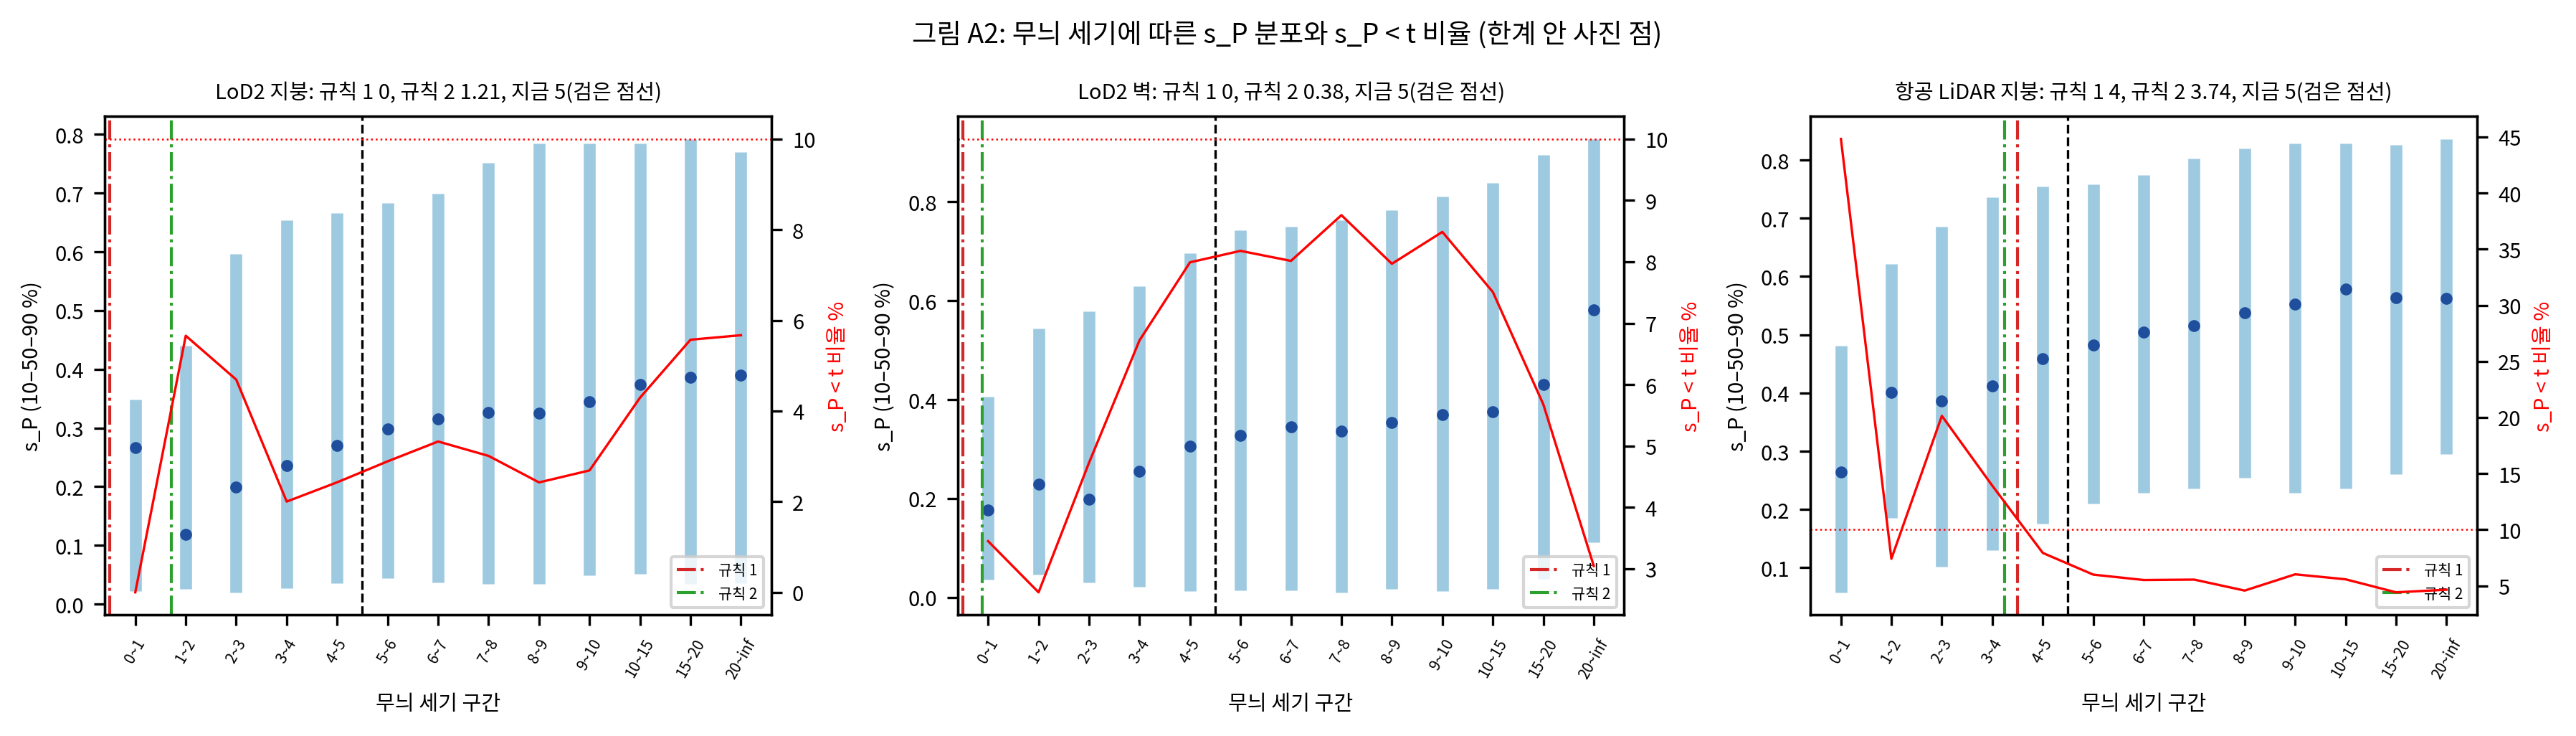 그림 A2: 무늬 세기에 따른 s_P 분포와 s_P < t 비율 (한계 안 사진 점)
LoD2 지붕: 규칙 1 0, 규칙 2 1.21, 지금 5(검은 점선)
s_P (10–50–90 %)
0.8
0.7
0.6
0.5
0.4
0.3
0.2
0.1
0.0
10
8
6
4
2
0
s_P < t 비율 %
규칙 1
규칙 2
0~1 1~2 2~3 3~4 4~5 5~6 6~7 7~8 8~9 9~10 10~15 15~20 20~inf
무늬 세기 구간
LoD2 벽: 규칙 1 0, 규칙 2 0.38, 지금 5(검은 점선)
s_P (10–50–90 %)
0.8
0.6
0.4
0.2
0.0
10
9
8
7
6
5
4
3
s_P < t 비율 %
규칙 1
규칙 2
0~1 1~2 2~3 3~4 4~5 5~6 6~7 7~8 8~9 9~10 10~15 15~20 20~inf
무늬 세기 구간
항공 LiDAR 지붕: 규칙 1 4, 규칙 2 3.74, 지금 5(검은 점선)
s_P (10–50–90 %)
0.8
0.7
0.6
0.5
0.4
0.3
0.2
0.1
45
40
35
30
25
20
15
10
5
s_P < t 비율 %
규칙 1
규칙 2
0~1 1~2 2~3 3~4 4~5 5~6 6~7 7~8 8~9 9~10 10~15 15~20 20~inf
무늬 세기 구간